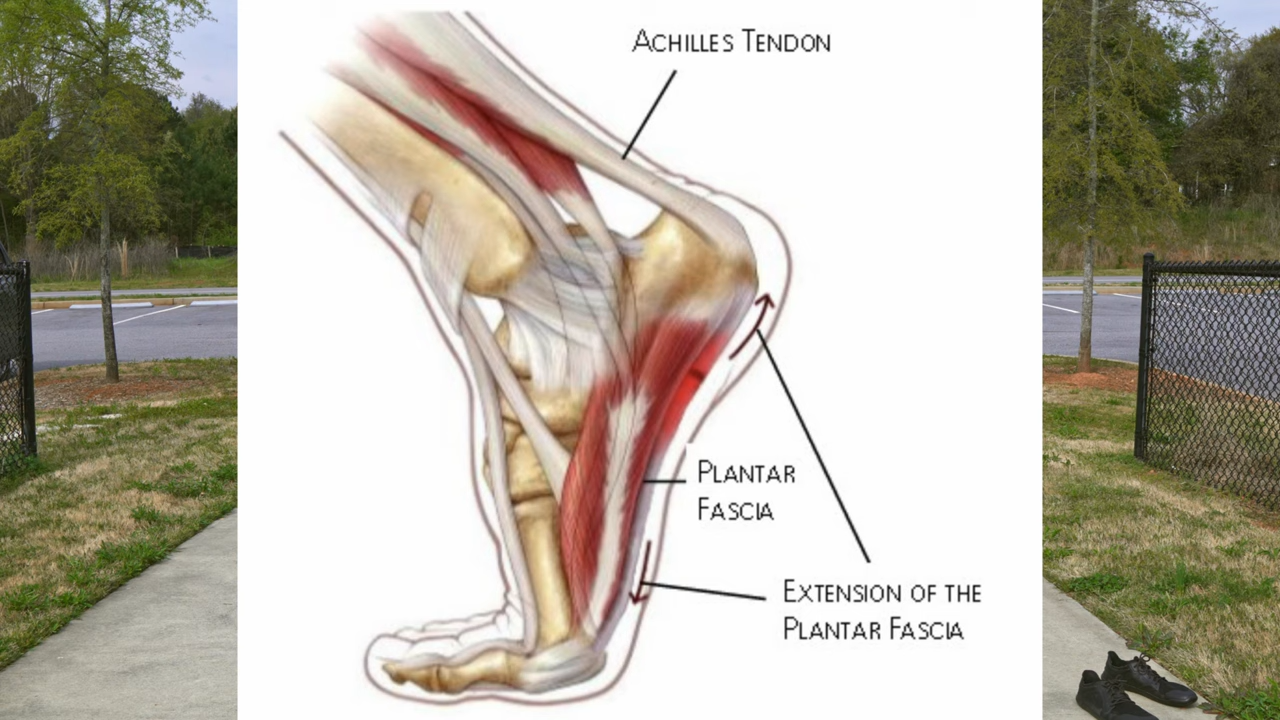 ACHILLES TENDON
PLANTAR
FASCIA
EXTENSION OF THE
PLANTAR FASCIA